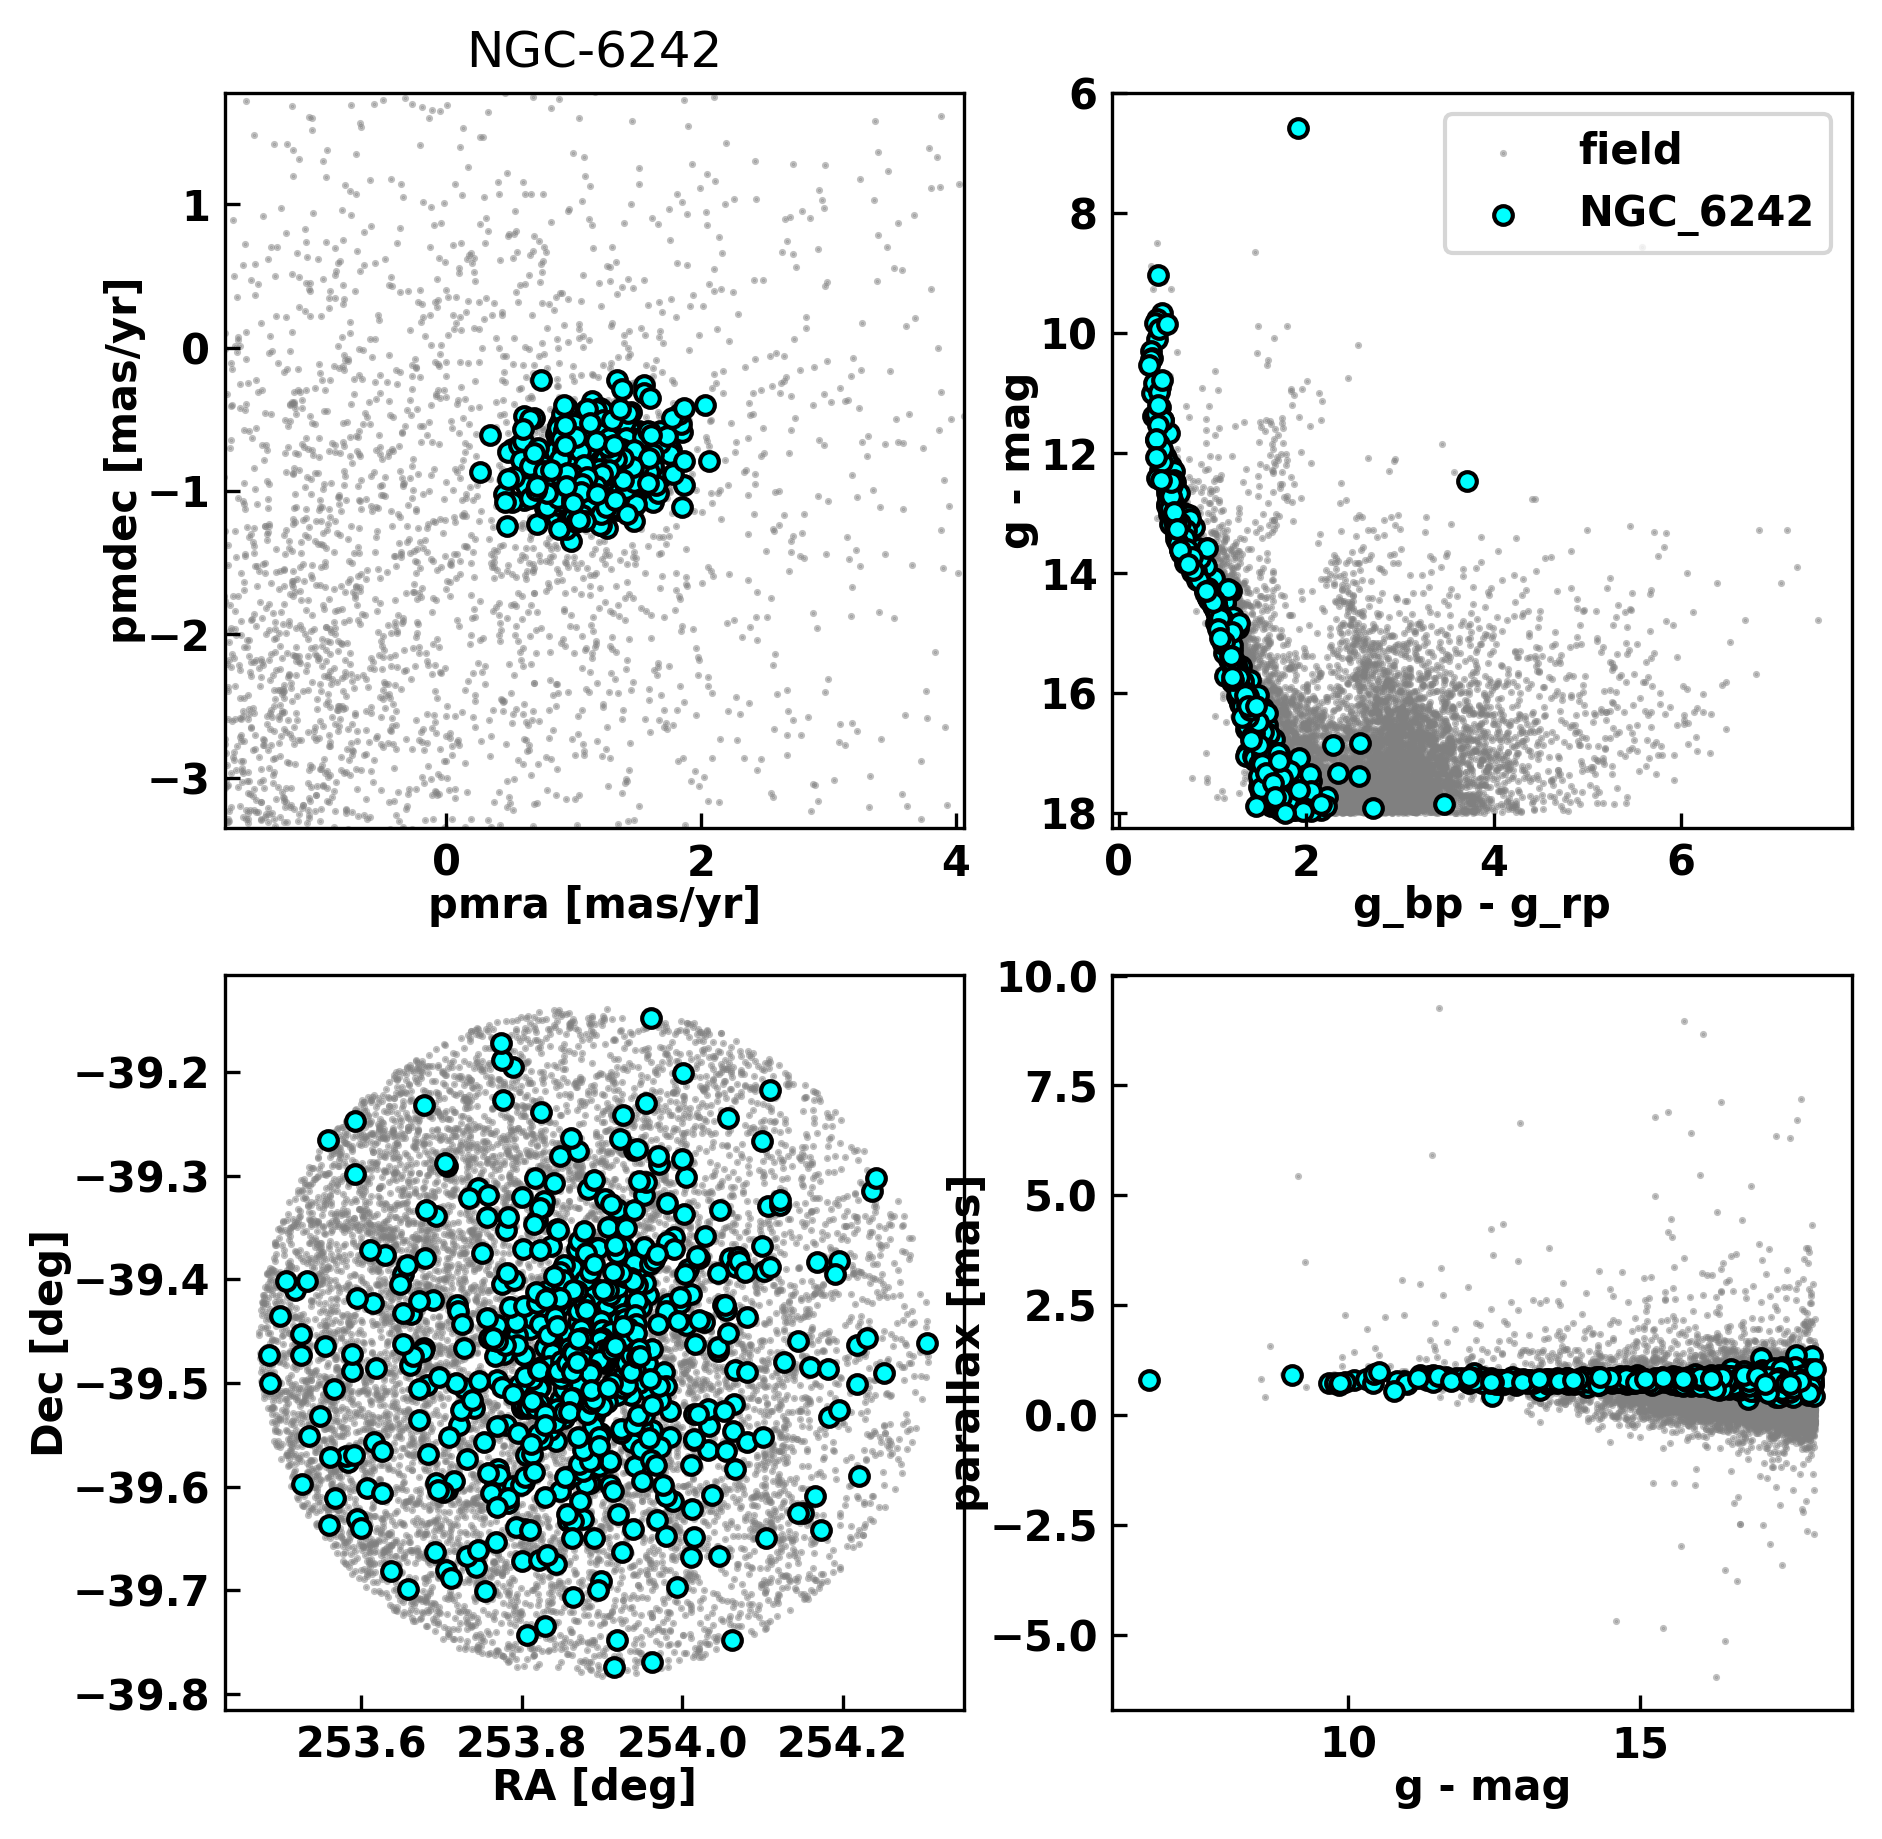 NGC-6242
1
0
−1
−2
−3
pmdec [mas/yr]
0 2 4
pmra [mas/yr]
6
8
10
12
14
16
18
g - mag
field
NGC_6242
0 2 4 6
g_bp - g_rp
−39.2
−39.3
−39.4
−39.5
−39.6
−39.7
−39.8
Dec [deg]
253.6 253.8 254.0 254.2
RA [deg]
10.0
7.5
5.0
2.5
0.0
−2.5
−5.0
parallax [mas]
10 15
g - mag